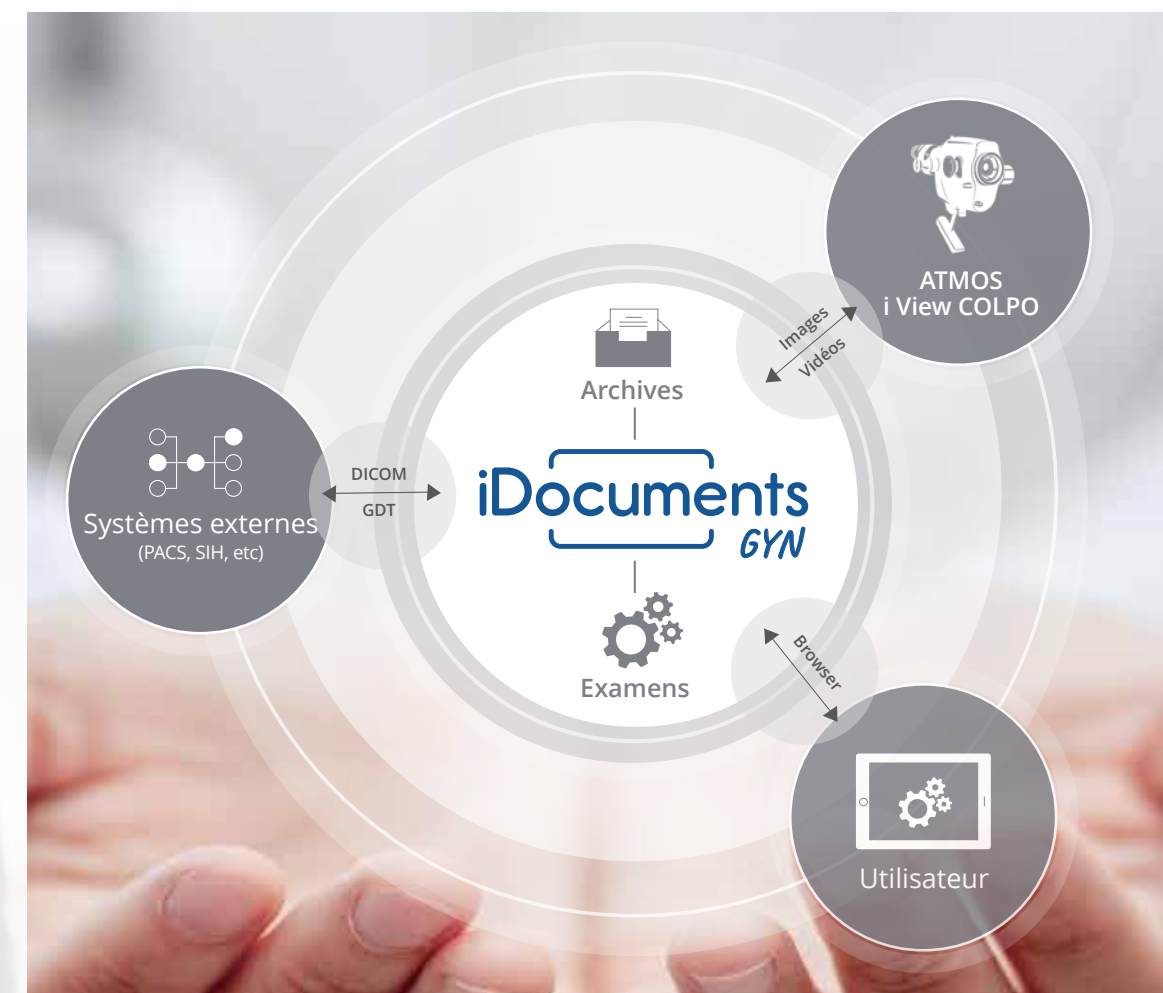 ATMOS
i View COLPO
Images
Vidéos
Archives
iDocuments
GYN
Examens
DICOM
GDT
Systèmes externes
(PACS, SIH, etc)
Browser
Utilisateur